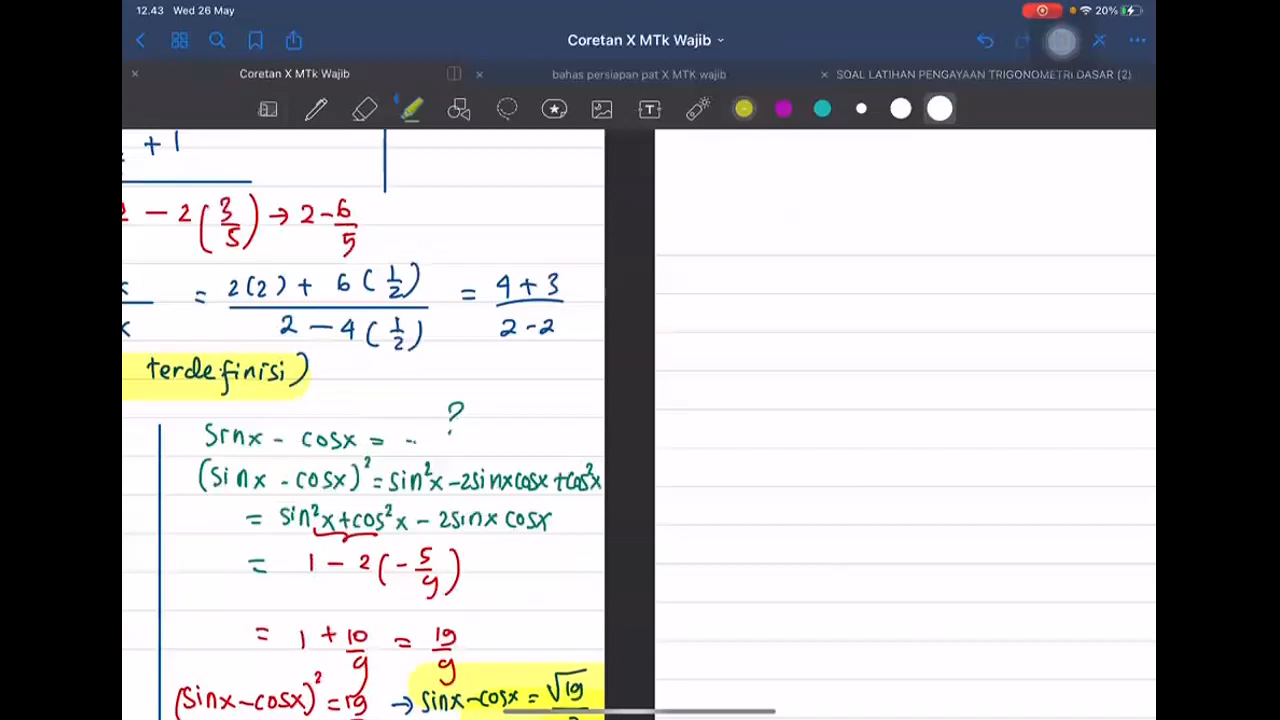 12.43 Wed 26 May
20%
Coretan X MTk Wajib
Coretan X MTk Wajib
bahas persiapan pat X MTK wajib
SOAL LATIHAN PENGAYAAN TRIGONOMETRI DASAR (2)
+ 1
- 2 (3/5) → 2 - 6/5
= 2(2) + 6(1/2) / 2 - 4(1/2) = 4 + 3 / 2 - 2
terdefinisi)
sinx - cosx = .. ?
(sinx - cosx)² = sin²x - 2sinxcosx + cos²x
= sin²x + cos²x - 2sinx cosx
= 1 - 2(-5/9)
= 1 + 10/9 = 19/9
(sinx - cosx)² = 19 → sinx - cosx = √19